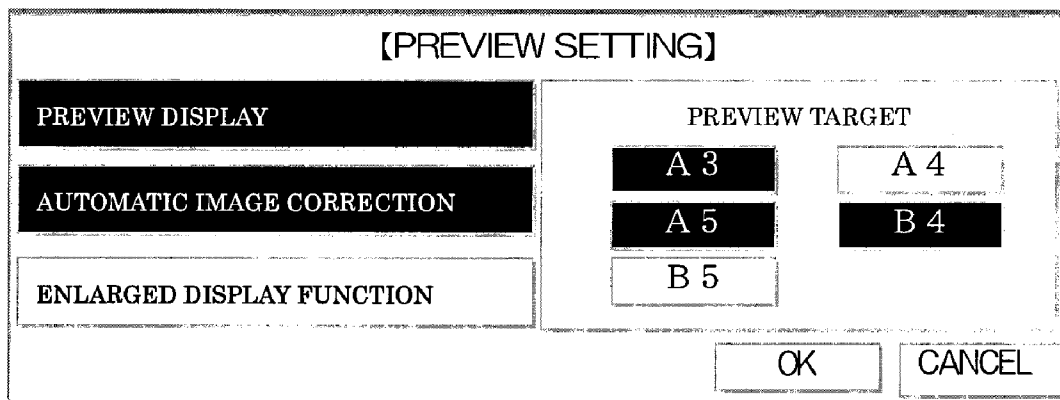 【PREVIEW SETTING】
PREVIEW DISPLAY
AUTOMATIC IMAGE CORRECTION
ENLARGED DISPLAY FUNCTION
PREVIEW TARGET
A 3 A 4
A 5 B 4
B 5
OK CANCEL